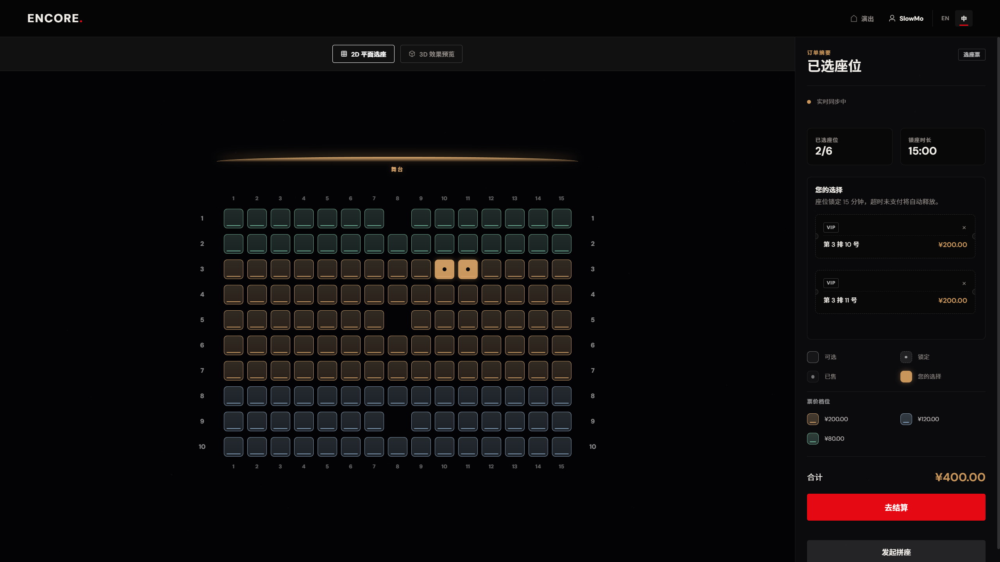 ENCORE.
演出 SlowMo EN 中
2D 平面选座 3D 效果预览
舞台
1 2 3 4 5 6 7 8 9 10 11 12 13 14 15
1 1
2 2
3 3
4 4
5 5
6 6
7 7
8 8
9 9
10 10
1 2 3 4 5 6 7 8 9 10 11 12 13 14 15
订单摘要
选座票
已选座位
实时同步中
已选座位 锁座时长
2/6 15:00
您的选择
座位锁定 15 分钟，超时未支付将自动释放。
VIP ×
第 3 排 10 号 ¥200.00
VIP ×
第 3 排 11 号 ¥200.00
可选 锁定
已售 您的选择
票价档位
¥200.00 ¥120.00
¥80.00
合计 ¥400.00
去结算
发起拼座